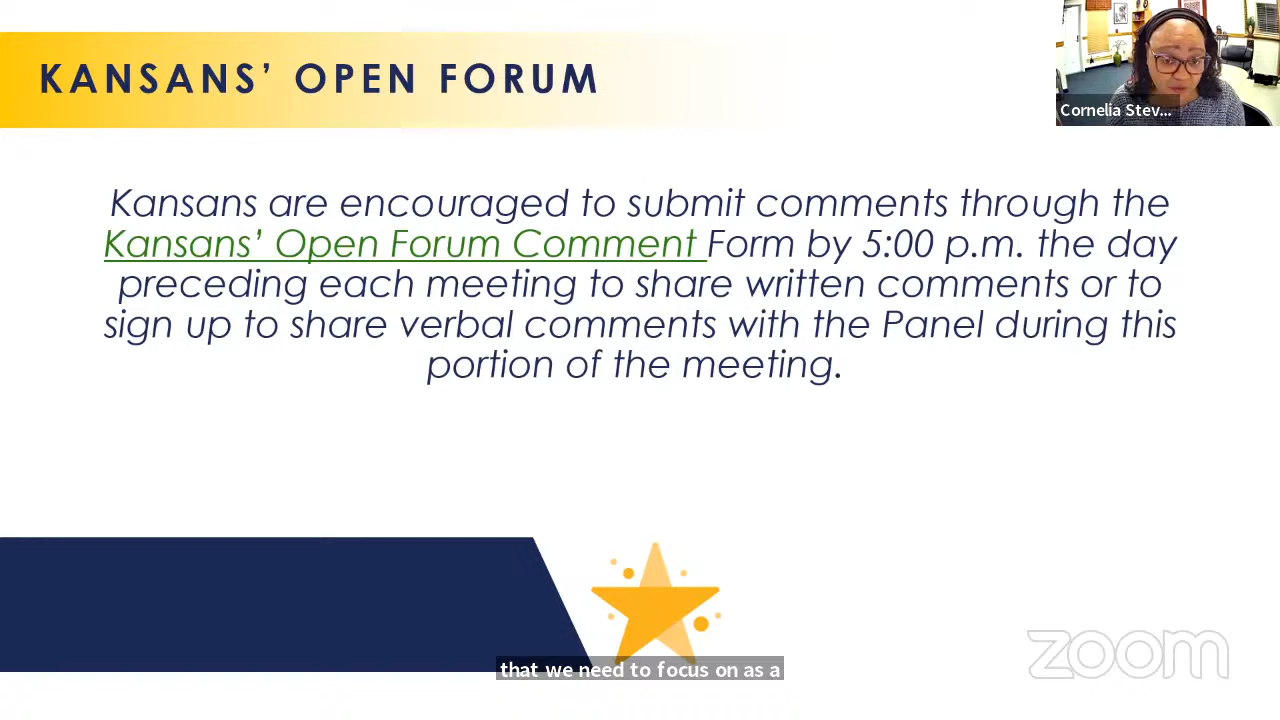 KANSANS’ OPEN FORUM
Cornelia Stev...
Kansans are encouraged to submit comments through the
Kansans’ Open Forum Comment Form by 5:00 p.m. the day
preceding each meeting to share written comments or to
sign up to share verbal comments with the Panel during this
portion of the meeting.
zoom
that we need to focus on as a